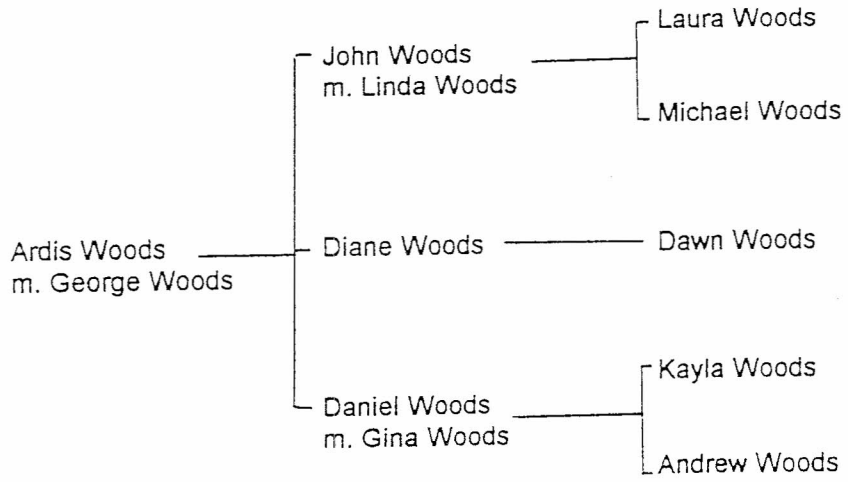 Laura Woods
John Woods
m. Linda Woods
Michael Woods
Ardis Woods
m. George Woods
Diane Woods
Dawn Woods
Kayla Woods
Daniel Woods
m. Gina Woods
Andrew Woods